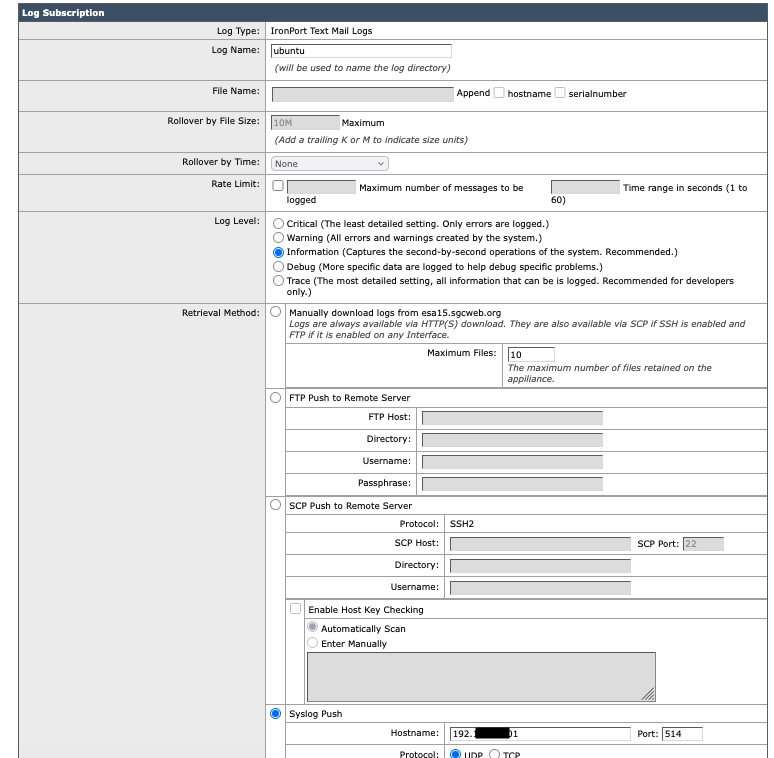 Log Subscription
Log Type: IronPort Text Mail Logs
Log Name: ubuntu
(will be used to name the log directory)
File Name: Append hostname serialnumber
Rollover by File Size: 10M Maximum
(Add a trailing K or M to indicate size units)
Rollover by Time: None
Rate Limit: Maximum number of messages to be logged Time range in seconds (1 to 60)
Log Level: Critical (The least detailed setting. Only errors are logged.)
Warning (All errors and warnings created by the system.)
Information (Captures the second-by-second operations of the system. Recommended.)
Debug (More specific data are logged to help debug specific problems.)
Trace (The most detailed setting, all information that can be is logged. Recommended for developers
only.)
Retrieval Method: Manually download logs from esa15.sgcweb.org
Logs are always available via HTTP(S) download. They are also available via SCP if SSH is enabled and
FTP if it is enabled on any Interface.
Maximum Files: 10
The maximum number of files retained on the
appliance.
FTP Push to Remote Server
FTP Host:
Directory:
Username:
Passphrase:
SCP Push to Remote Server
Protocol: SSH2
SCP Host: SCP Port: 22
Directory:
Username:
Enable Host Key Checking
Automatically Scan
Enter Manually
Syslog Push
Hostname: 192. 01 Port: 514
Protocol: UDP TCP